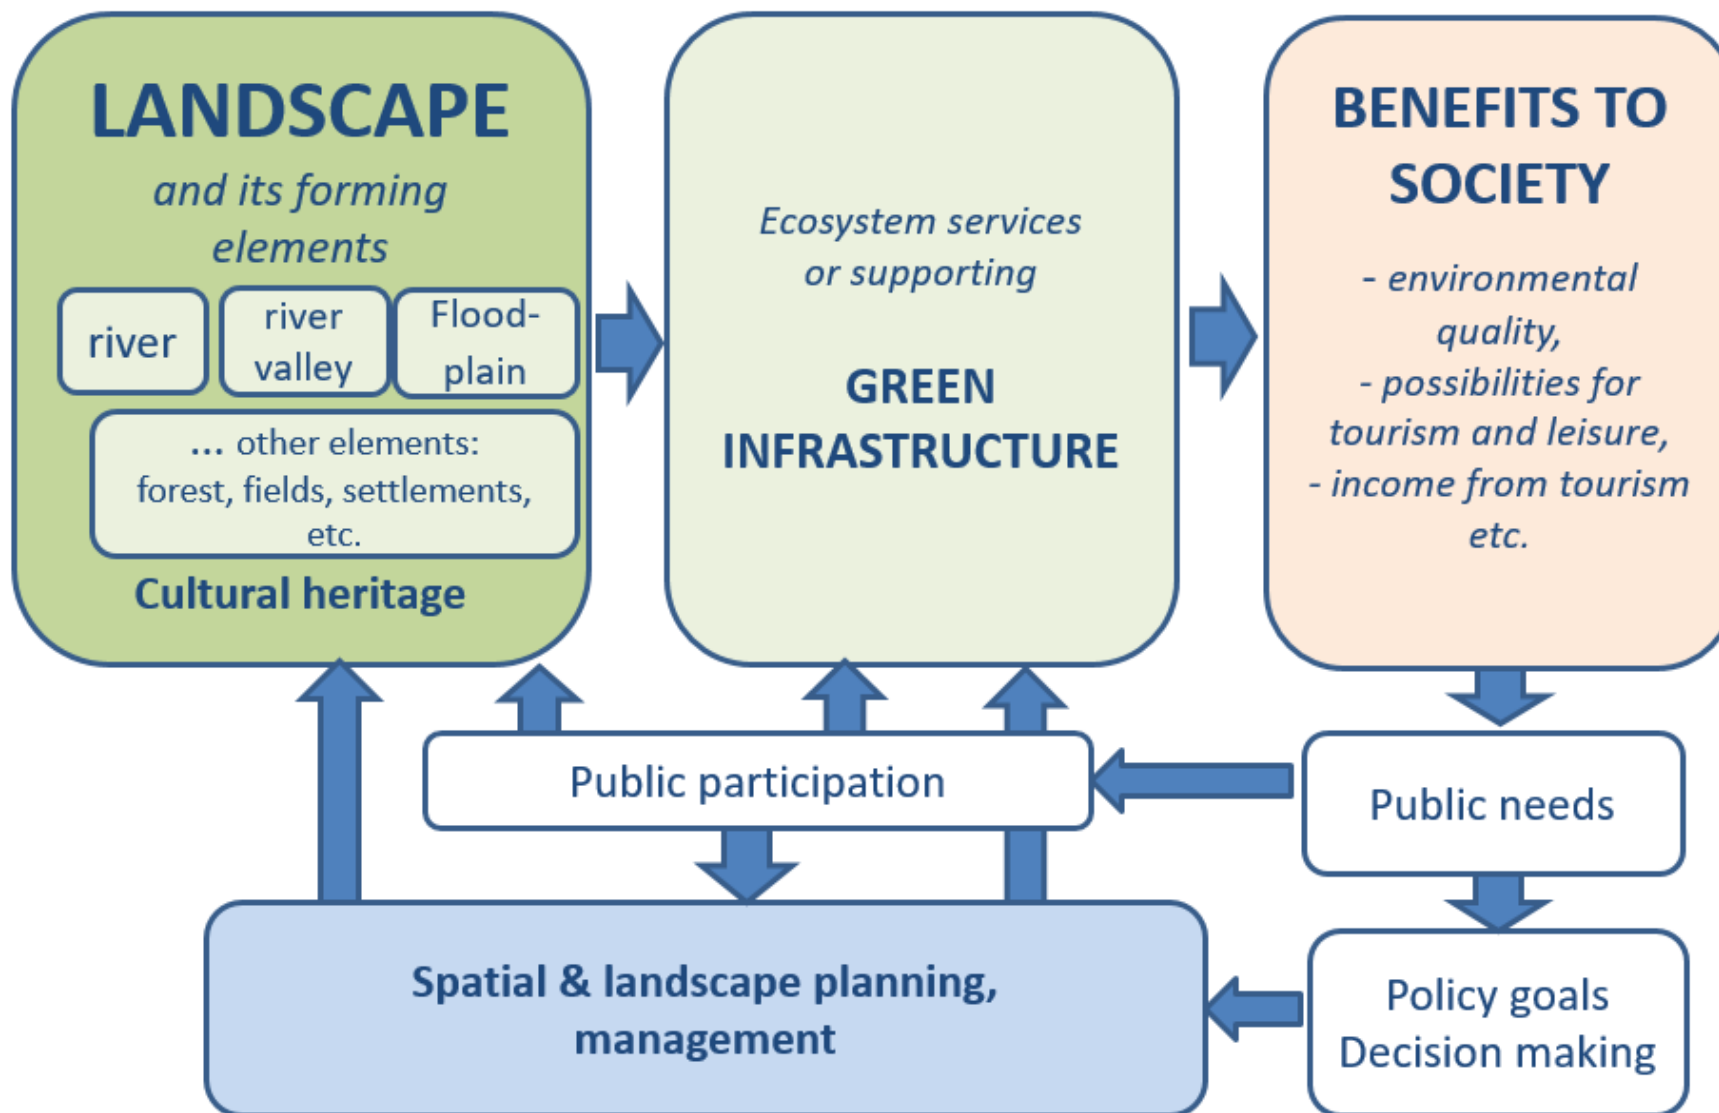 LANDSCAPE
and its forming
elements
river
river
valley
Flood-
plain
... other elements:
forest, fields, settlements,
etc.
Cultural heritage
Ecosystem services
or supporting
GREEN
INFRASTRUCTURE
BENEFITS TO
SOCIETY
- environmental
quality,
- possibilities for
tourism and leisure,
- income from tourism
etc.
Public participation
Public needs
Spatial & landscape planning,
management
Policy goals
Decision making